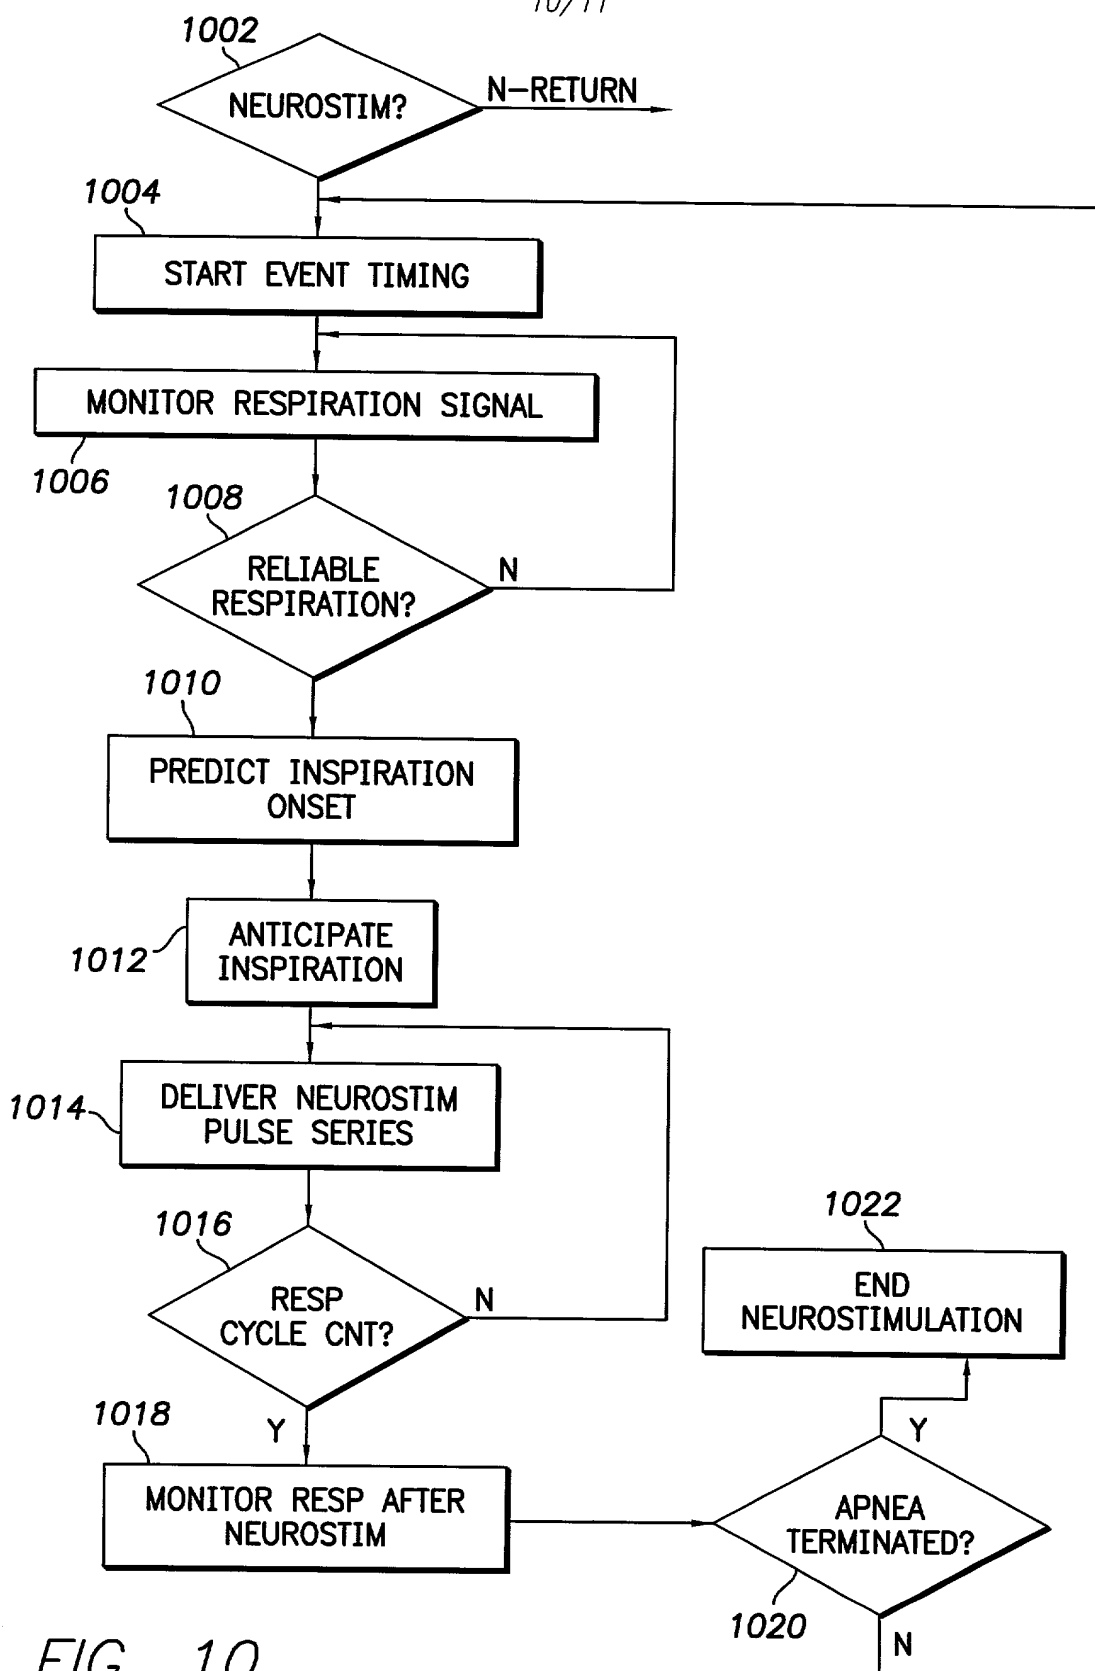 10/11
1002
NEUROSTIM?
N-RETURN
1004
START EVENT TIMING
MONITOR RESPIRATION SIGNAL
1006
1008
RELIABLE
RESPIRATION?
N
1010
PREDICT INSPIRATION
ONSET
1012
ANTICIPATE
INSPIRATION
1014
DELIVER NEUROSTIM
PULSE SERIES
1016
RESP
CYCLE CNT?
N
Y
1018
MONITOR RESP AFTER
NEUROSTIM
1022
END
NEUROSTIMULATION
Y
APNEA
TERMINATED?
1020
N
FIG. 10